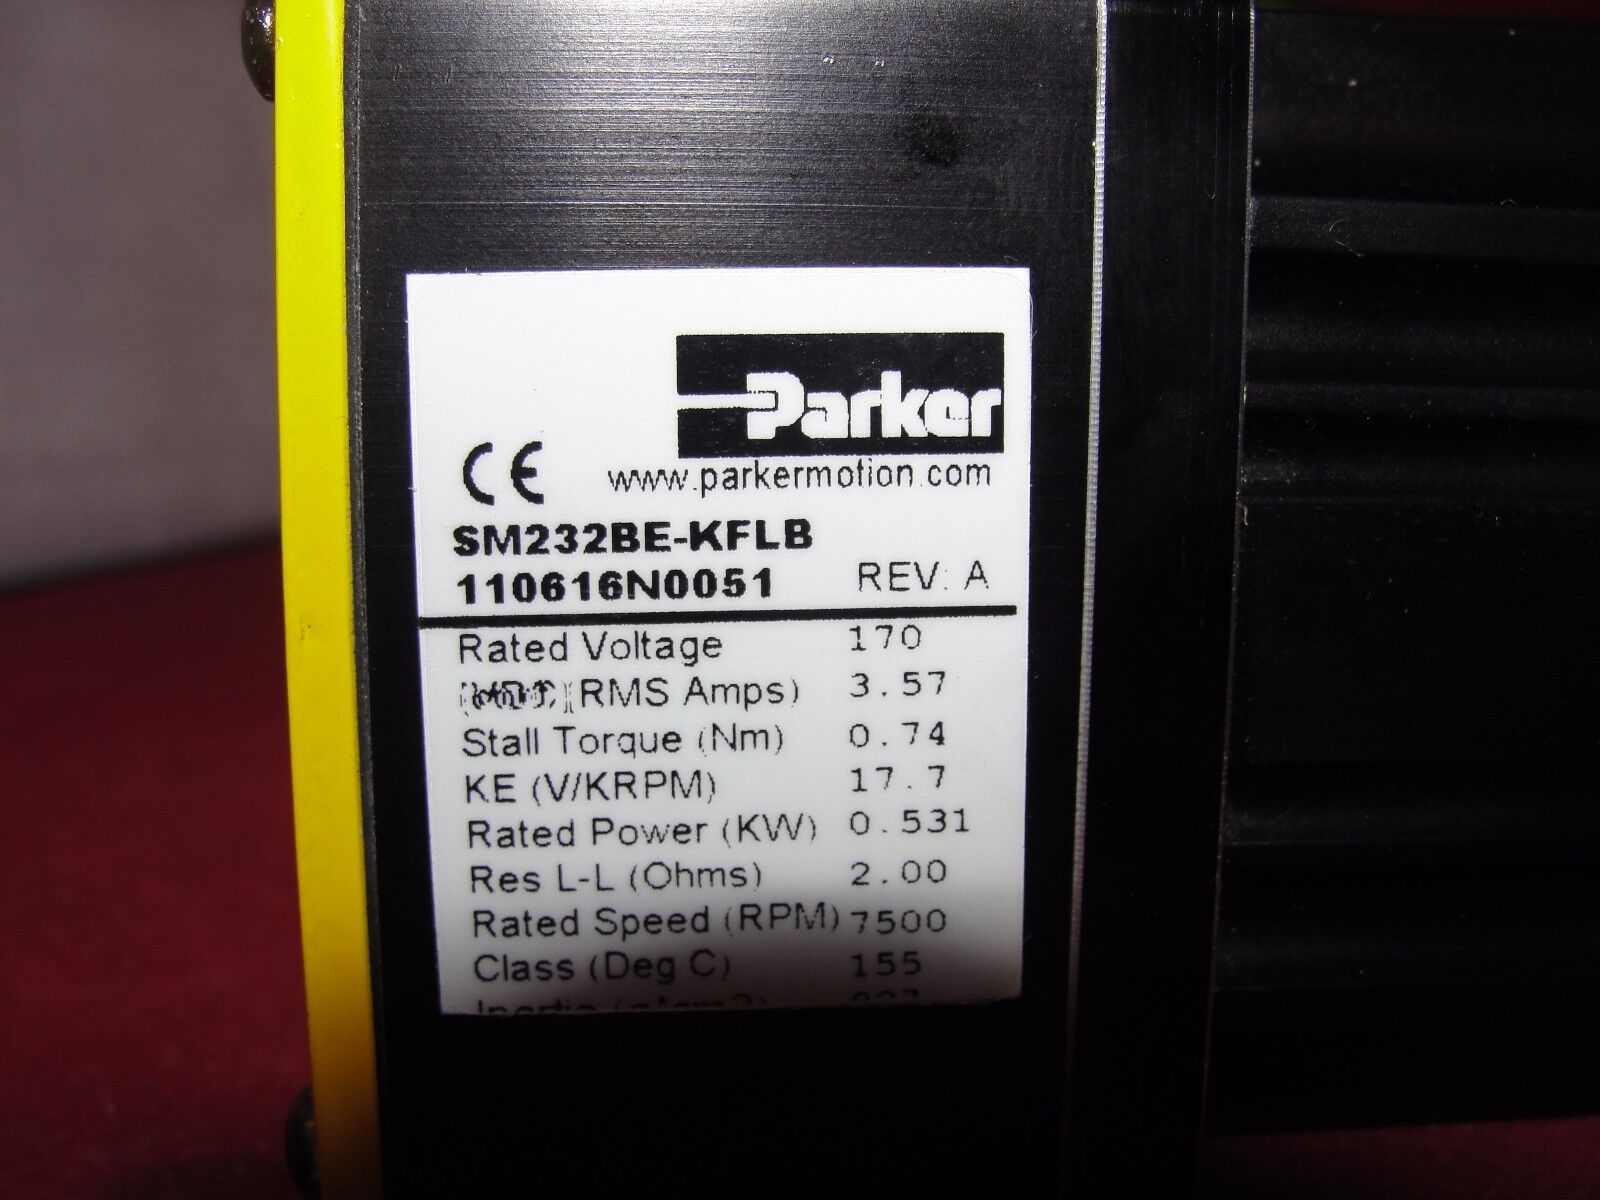 Parker
CE
www.parkermotion.com
SM232BE-KFLB
110616N0051 REV: A
Rated Voltage 170
(RMS Amps) 3.57
Stall Torque (Nm) 0.74
KE (V/KRPM) 17.7
Rated Power (KW) 0.531
Res L-L (Ohms) 2.00
Rated Speed (RPM) 7500
Class (Deg C) 155
Inertia